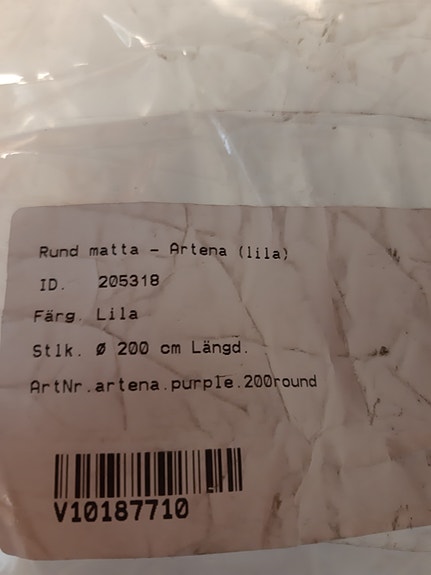 Rund matta - Artena (lila)
ID. 205318
Färg. Lila
Stlk. Ø 200 cm Längd.
ArtNr.artena.purple.200round
V10187710